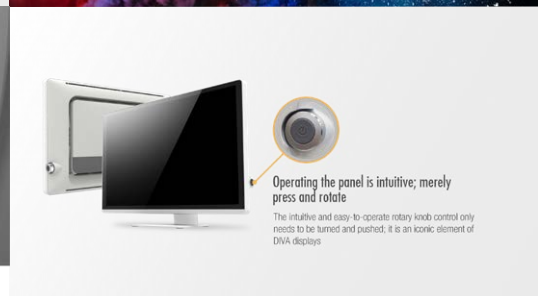 Operating the panel is intuitive; merely
press and rotate
The intuitive and easy-to-operate rotary knob control only
needs to be turned and pushed; it is an iconic element of
DIVA displays